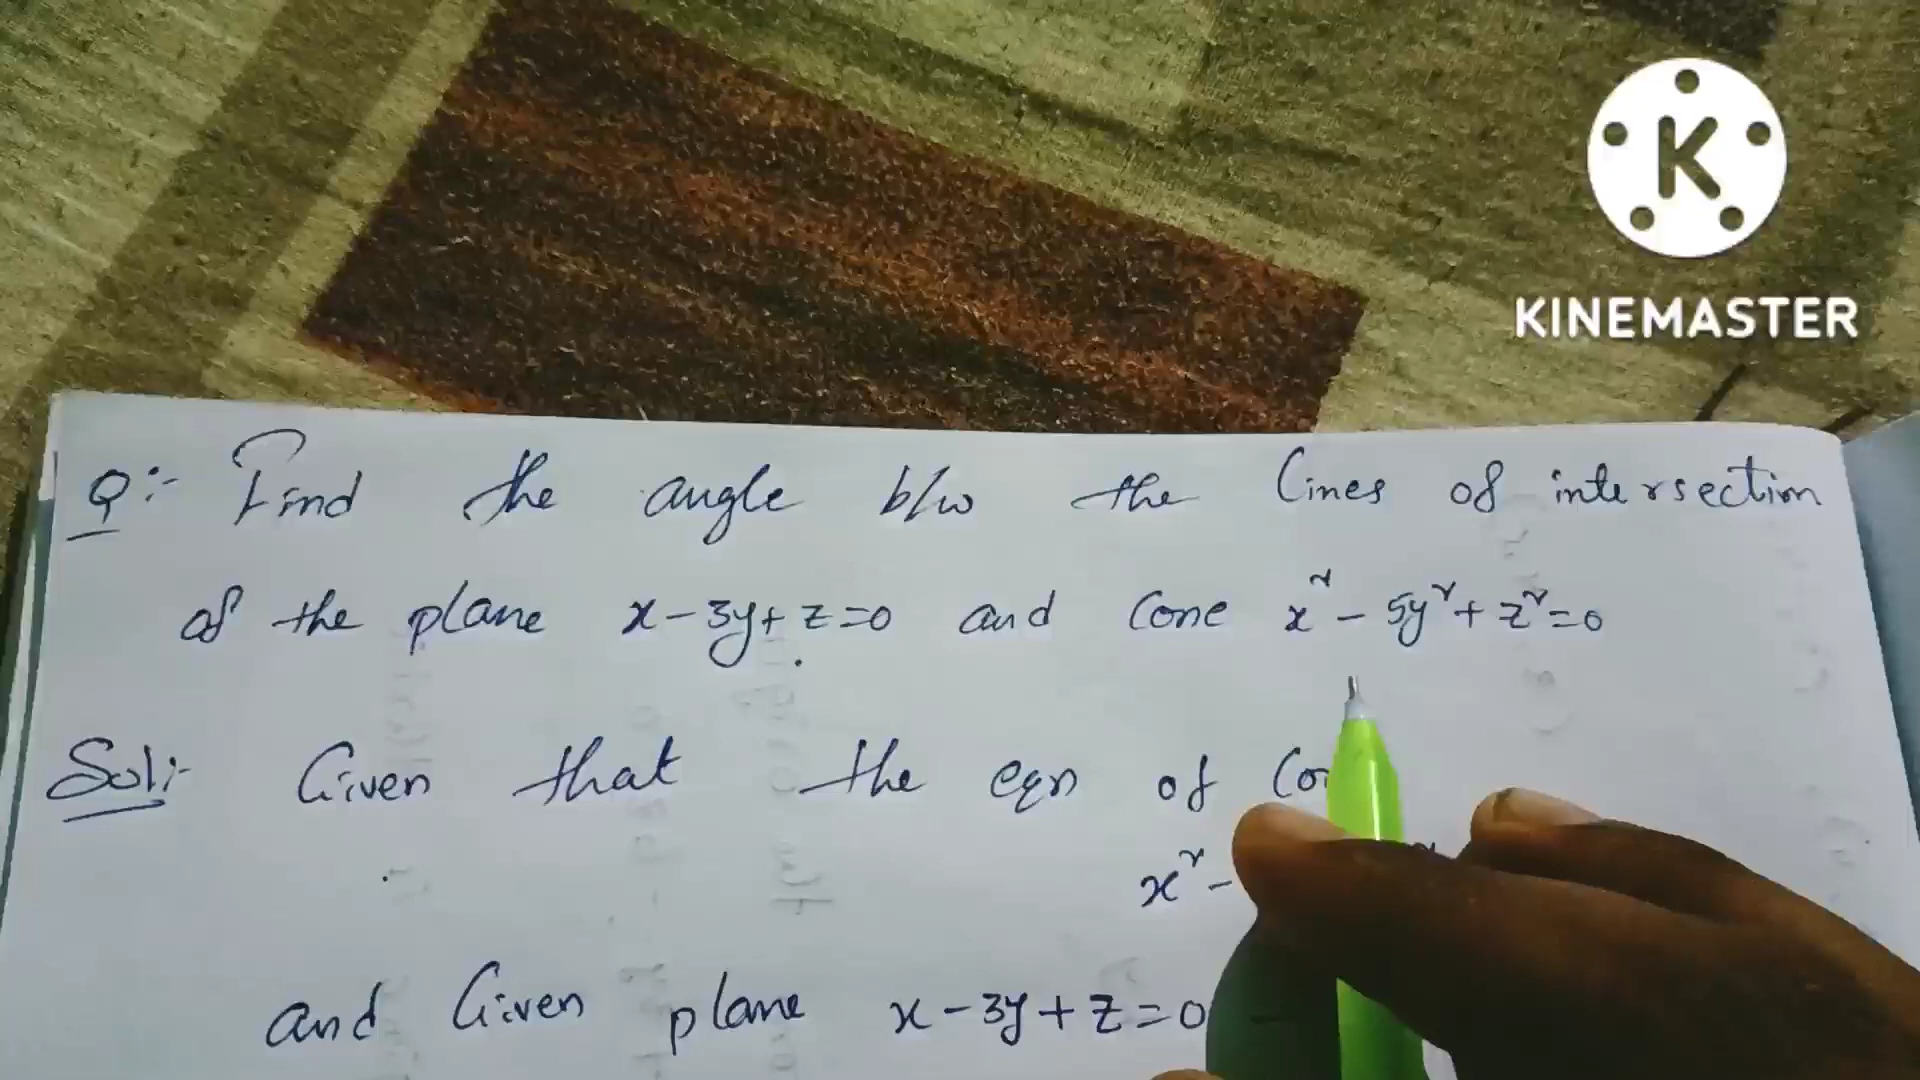 KINEMASTER
Q:- Find the angle b/w the lines of intersection
of the plane x-3y+z=0 and cone x²-5y²+z²=0
Sol:- Given that the eqn of
x²-
and Given plane x-3y+z=0